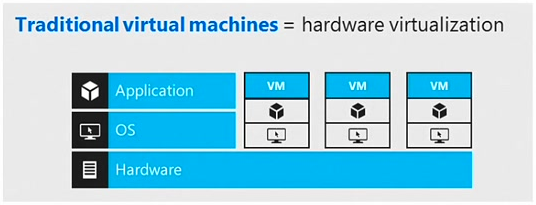 Traditional virtual machines = hardware virtualization
Application
VM
VM
VM
OS
Hardware